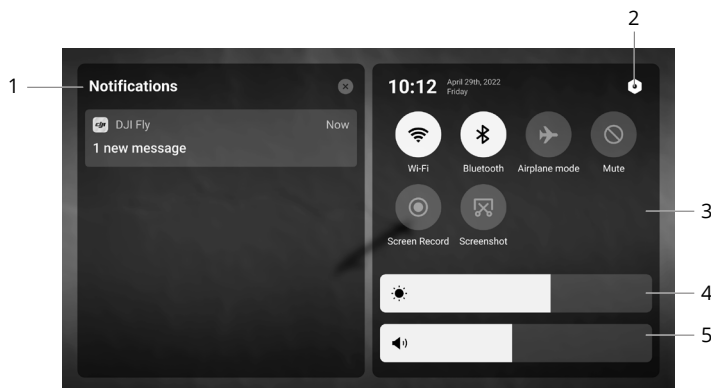 2
1
Notifications
DJI Fly
Now
1 new message
10:12
April 29th, 2022
Friday
Wi-Fi
Bluetooth
Airplane mode
Mute
Screen Record
Screenshot
3
4
5